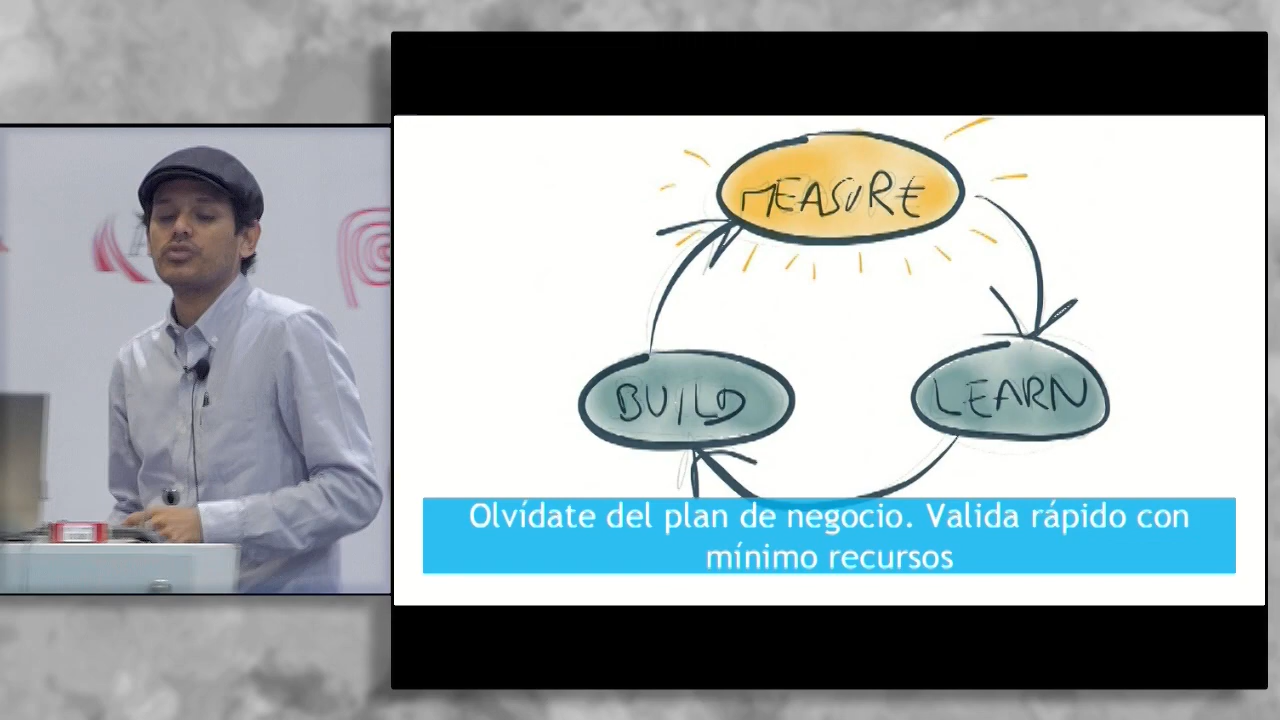 MEASURE
BUILD
LEARN
Olvídate del plan de negocio. Valida rápido con
mínimo recursos